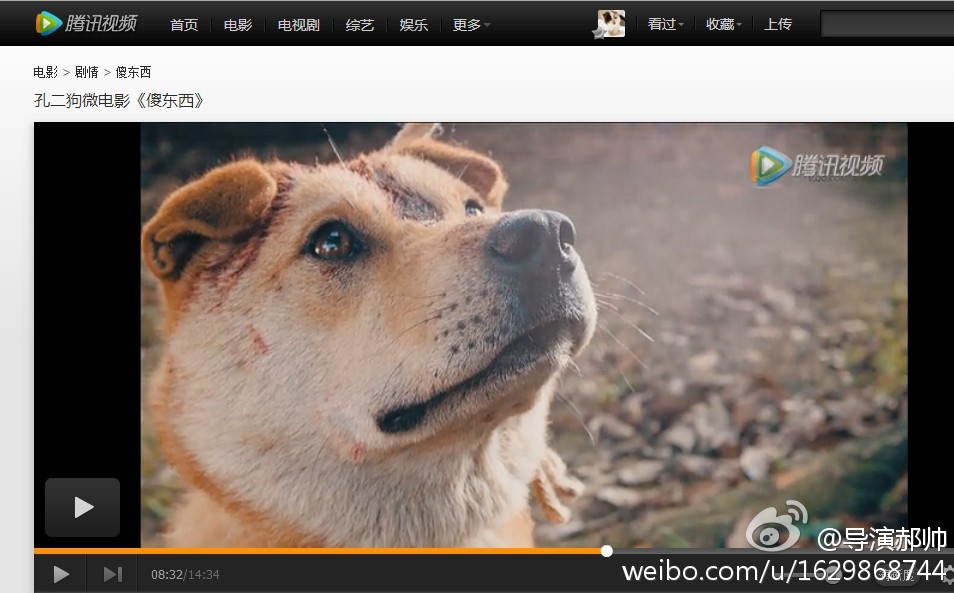 腾讯视频 首页 电影 电视剧 综艺 娱乐 更多 看过 收藏 上传
电影 > 剧情 > 傻东西
孔二狗微电影《傻东西》
腾讯视频
@导演郝帅
weibo.com/u/1629868744
08:32/14:34